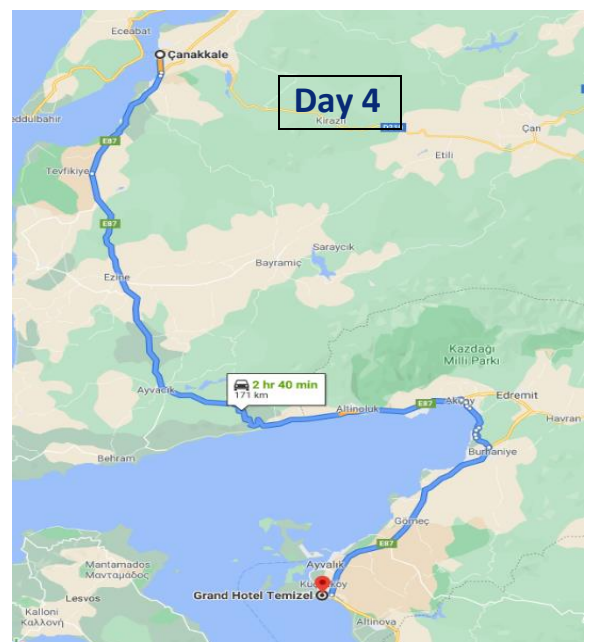 Eceabat
Çanakkale
Day 4
eddülbahir
Kirazlı
Çan
E87
Etili
Tevfikiye
E87
Saraycık
Bayramiç
Ezine
Kazdağı
Milli Parkı
2 hr 40 min
171 km
Ayvacık
Altınoluk
E87
Akçay
Edremit
Havran
Burhaniye
Behram
Gömeç
E87
Mantamados
Μανταμάδος
Ayvalık
Küçükköy
Grand Hotel Temizel
Lesvos
Kalloni
Καλλονή
Altınova